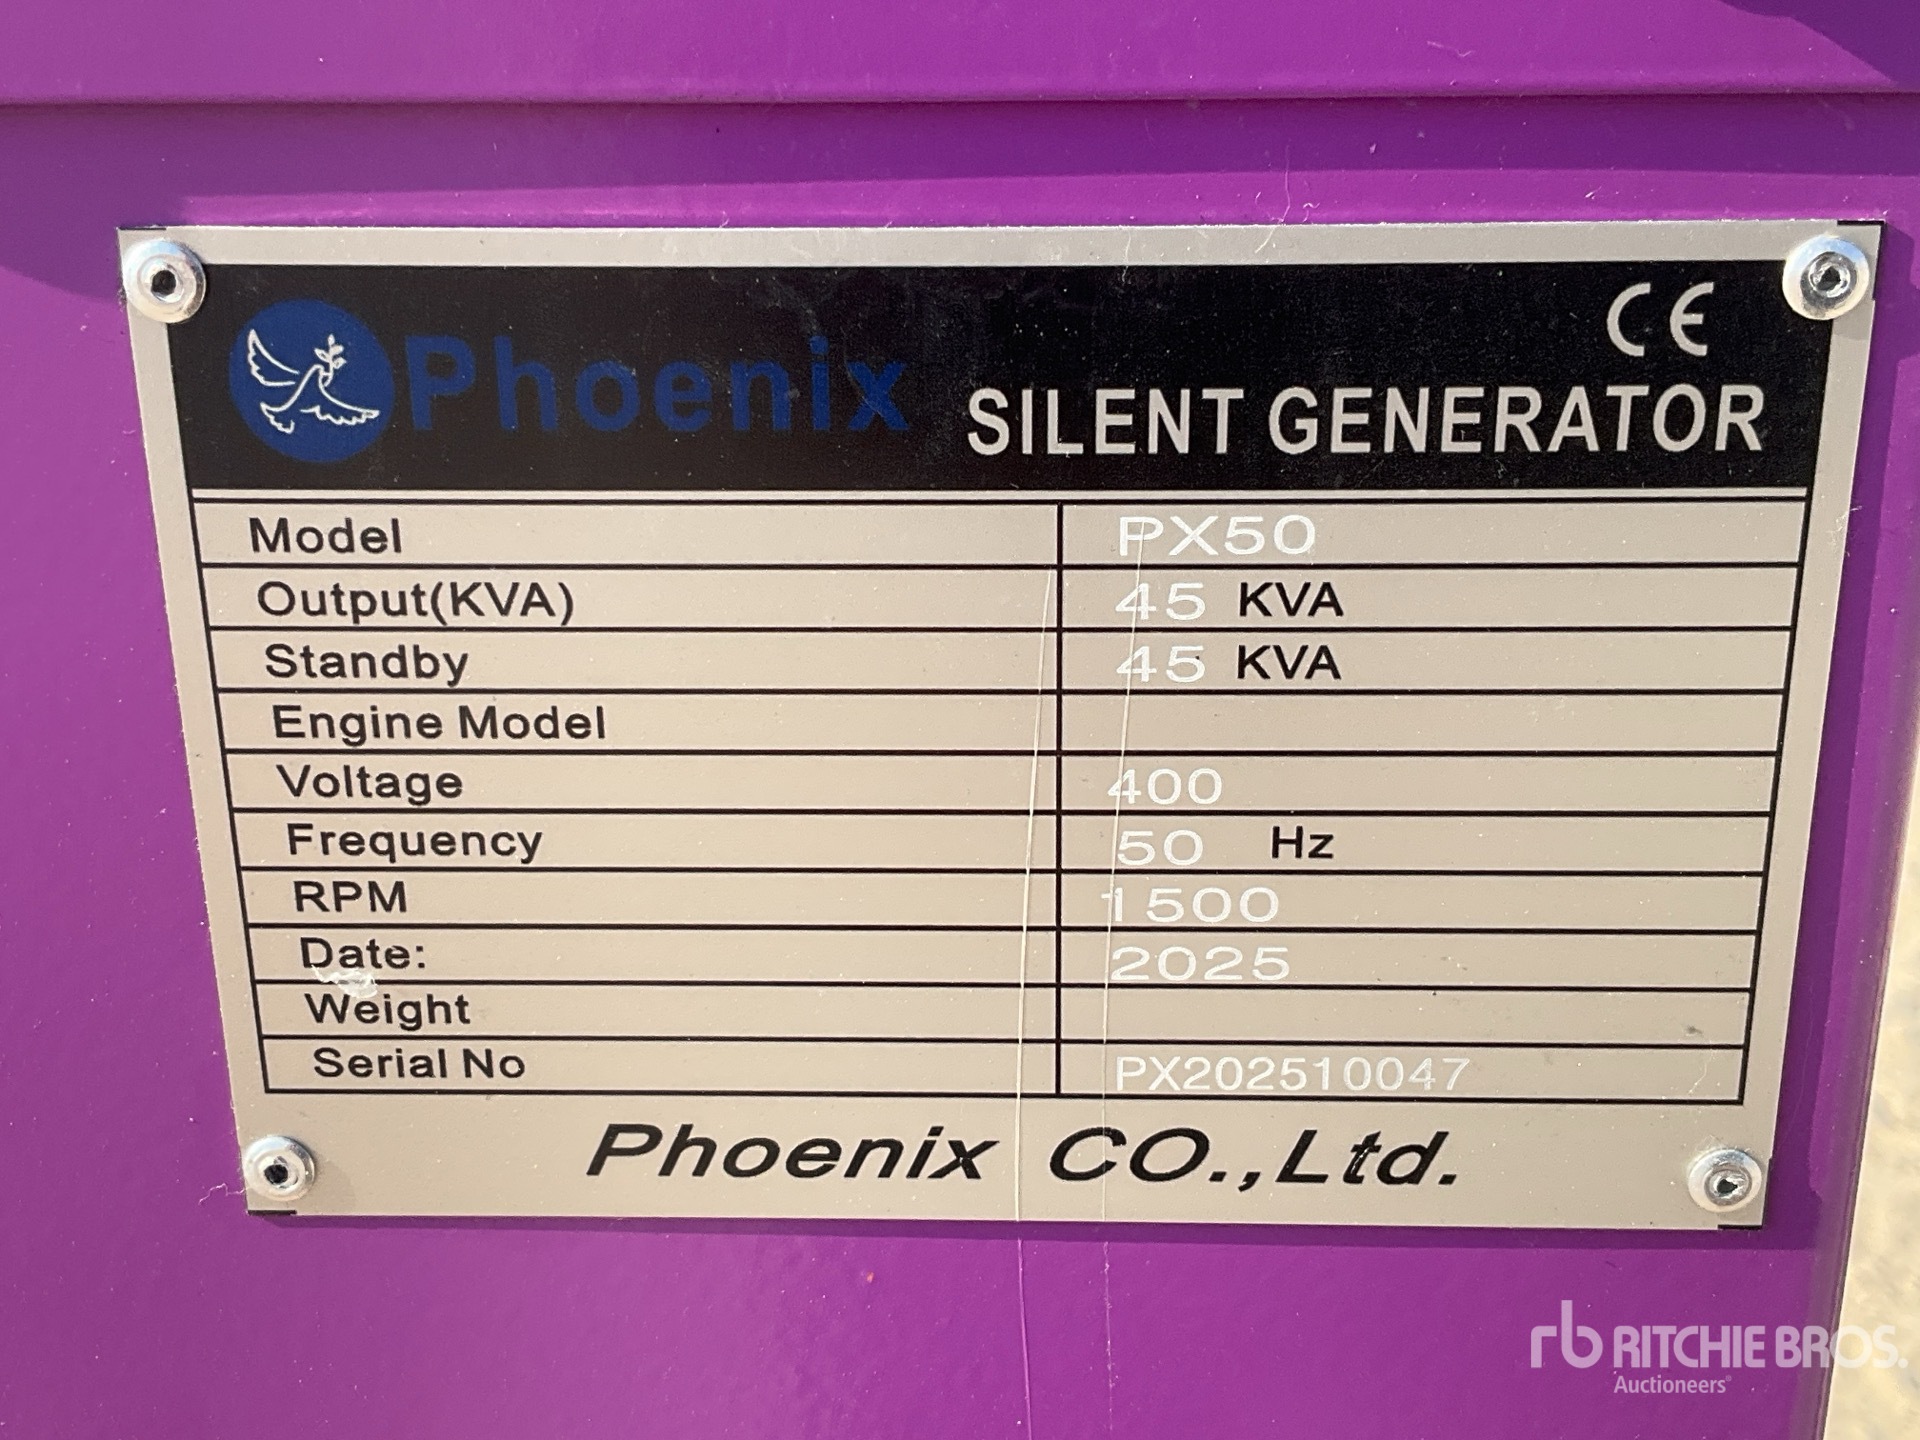 Phoenix
CE
SILENT GENERATOR
Model PX50
Output(KVA) 45 KVA
Standby 45 KVA
Engine Model
Voltage 400
Frequency 50 Hz
RPM 1500
Date: 2025
Weight
Serial No PX202510047
Phoenix CO.,Ltd.
rb RITCHIE BROS.
Auctioneers